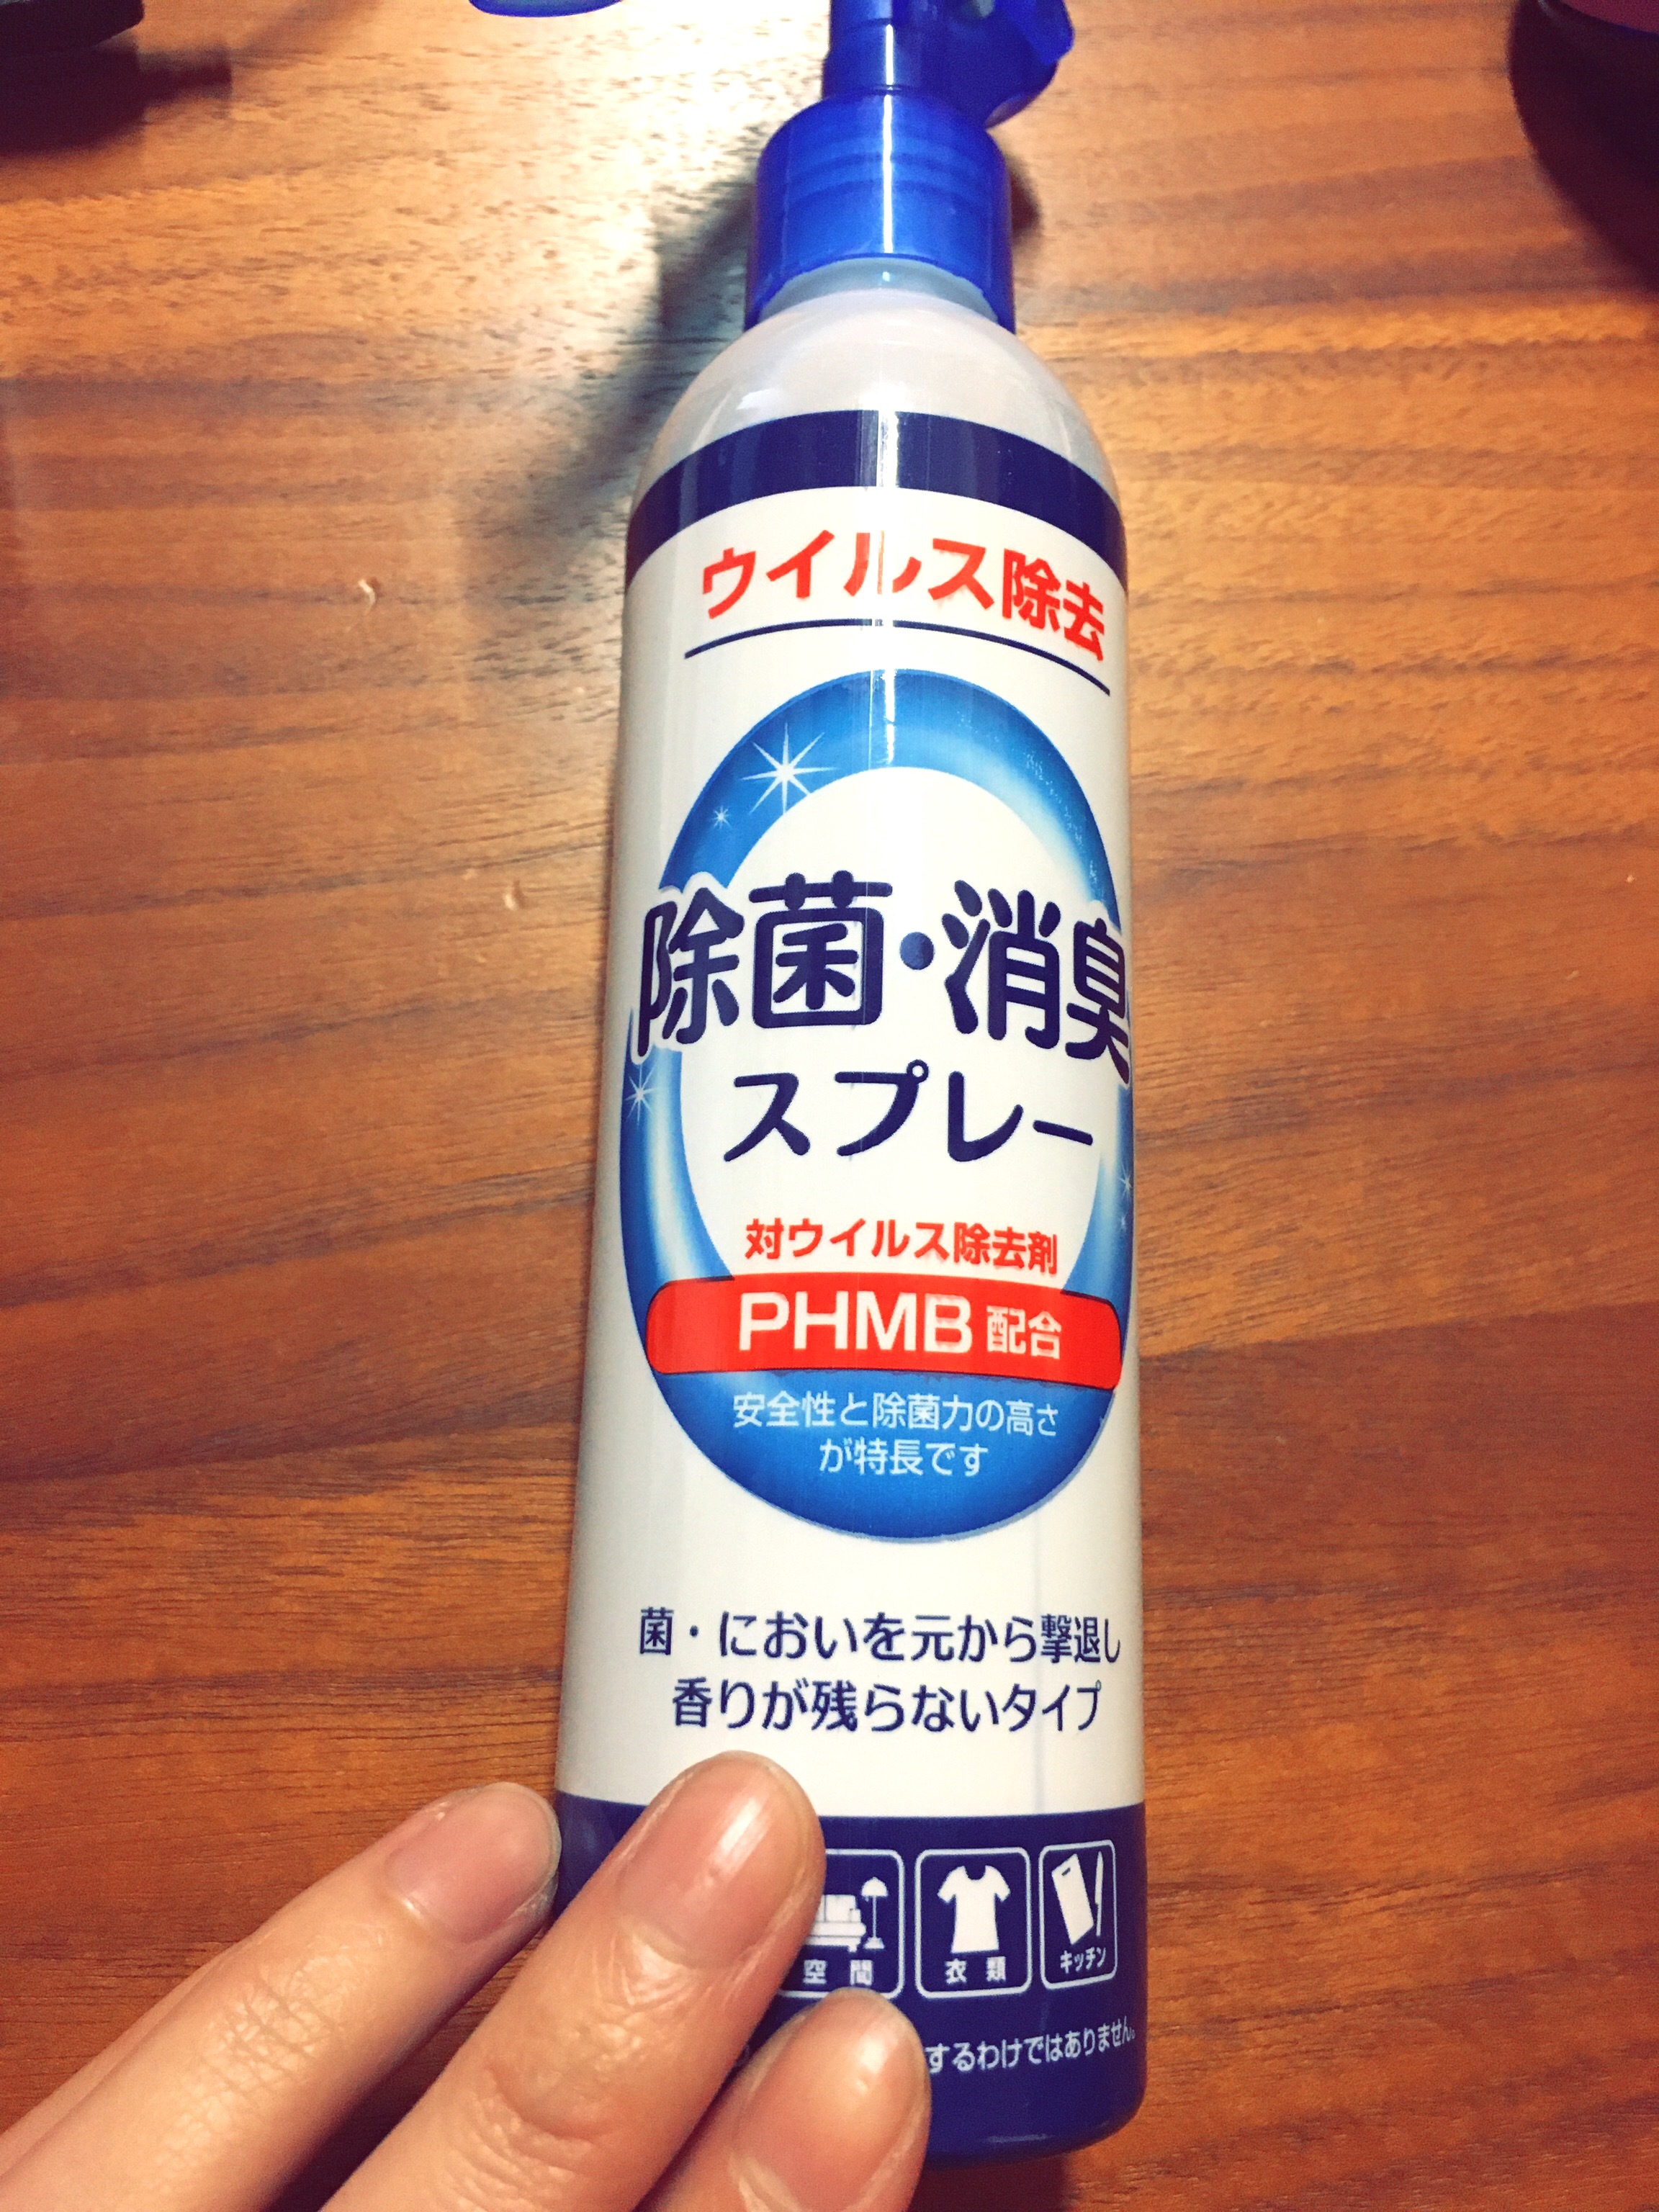 ウイルス除去
除菌・消臭
スプレー
対ウイルス除去剤
PHMB 配合
安全性と除菌力の高さ
が特長です
菌・においを元から撃退し
香りが残らないタイプ
空間 衣類 キッチン
するわけではありません。